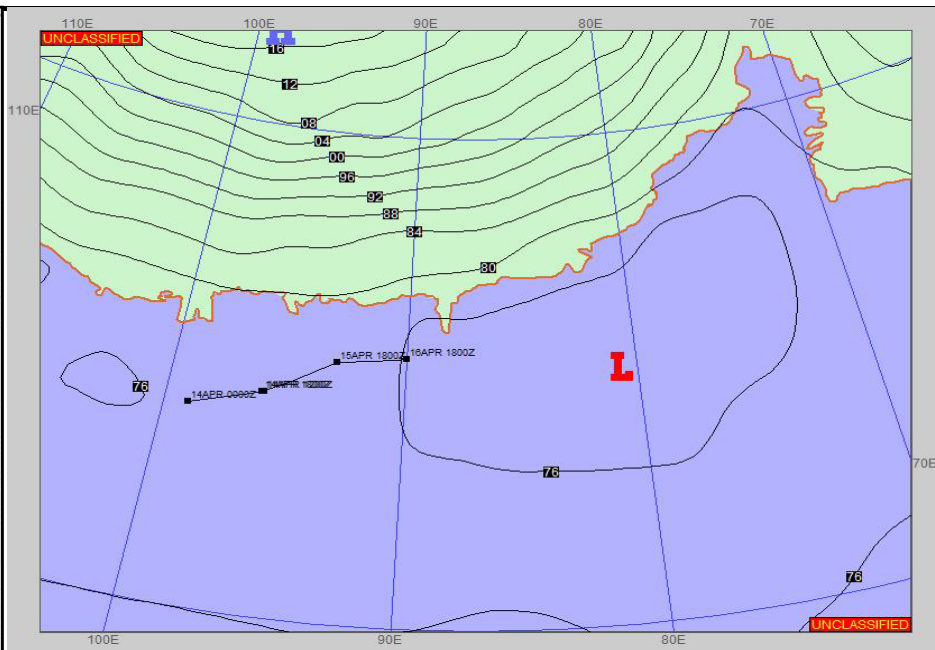 110E 100E 90E 80E 70E
UNCLASSIFIED
16
12
110E
08
04
00
96
92
88
84
80
15APR 1800Z 16APR 1800Z
76 14APR 0000Z
L
70E
76
76
UNCLASSIFIED
100E 90E 80E